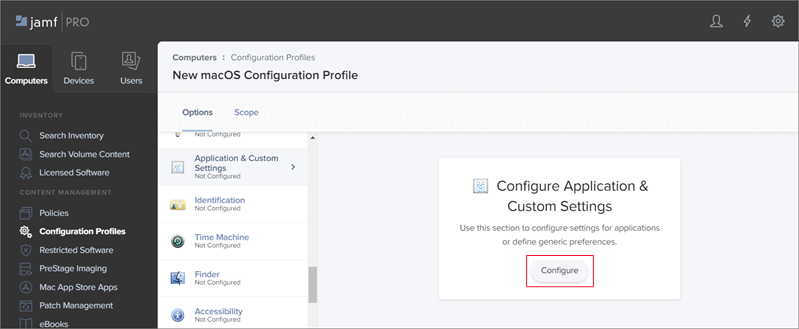 jamf | PRO
Computers
Devices
Users
INVENTORY
Search Inventory
Search Volume Content
Licensed Software
CONTENT MANAGEMENT
Policies
Configuration Profiles
Restricted Software
PreStage Imaging
Mac App Store Apps
Patch Management
eBooks
Computers : Configuration Profiles
New macOS Configuration Profile
Options
Scope
Not Configured
Application & Custom
Settings
Not Configured
Identification
Not Configured
Time Machine
Not Configured
Finder
Not Configured
Accessibility
Not Configured
Configure Application &
Custom Settings
Use this section to configure settings for applications
or define generic preferences.
Configure